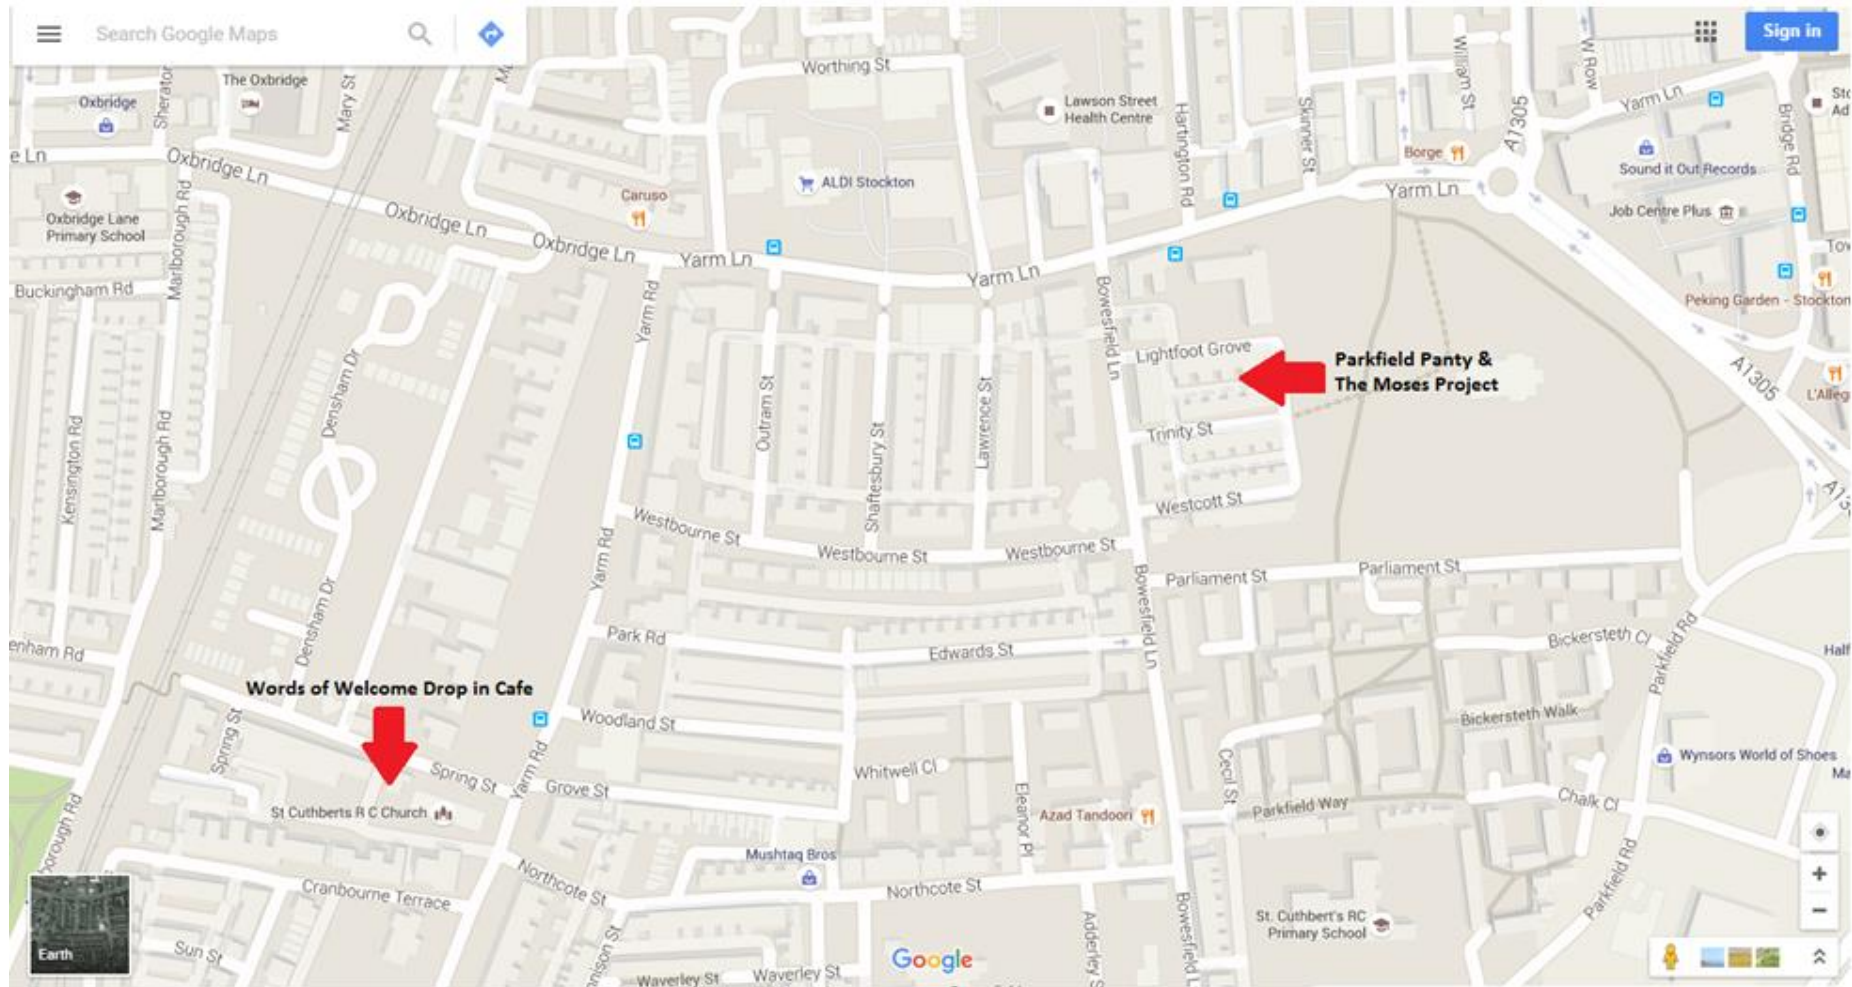 Search Google Maps
Sign in
Worthing St
The Oxbridge
Oxbridge
Mary St
Lawson Street
Health Centre
Hartington Rd
Skinner St
William St
W Row
A1305
Yarm Ln
Bridge Rd
Borge
Sound it Out Records
Oxbridge Ln
Oxbridge Lane
Primary School
Marlborough Rd
Caruso
ALDI Stockton
Yarm Ln
Job Centre Plus
Oxbridge Ln
Oxbridge Ln
Yarm Ln
Yarm Ln
Buckingham Rd
Yarm Rd
Bowesfield Ln
Peking Garden - Stockton
Lightfoot Grove
Parkfield Panty &
The Moses Project
A1305
Densham Dr
Outram St
Shaftesbury St
Lawrence St
Trinity St
Kensington Rd
Marlborough Rd
Westcott St
Westbourne St
Westbourne St
Westbourne St
Yarm Rd
Parliament St
Parliament St
Bowesfield Ln
Densham Dr
Park Rd
Edwards St
Bickersteth Cl
Parkfield Rd
enham Rd
Words of Welcome Drop in Cafe
Woodland St
Bickersteth Walk
Spring St
Spring St
Yarm Rd
Whitwell Cl
Cecil St
Wynsors World of Shoes
Grove St
Eleanor Pl
St Cuthberts R C Church
Azad Tandoori
Parkfield Way
Chalk Cl
borough Rd
Mushtaq Bros
Northcote St
Northcote St
Cranbourne Terrace
Parkfield Rd
Adderley S
Bowesfield L
St. Cuthbert's RC
Primary School
Earth
Sun St
nison St
Google
Waverley St
Waverley St